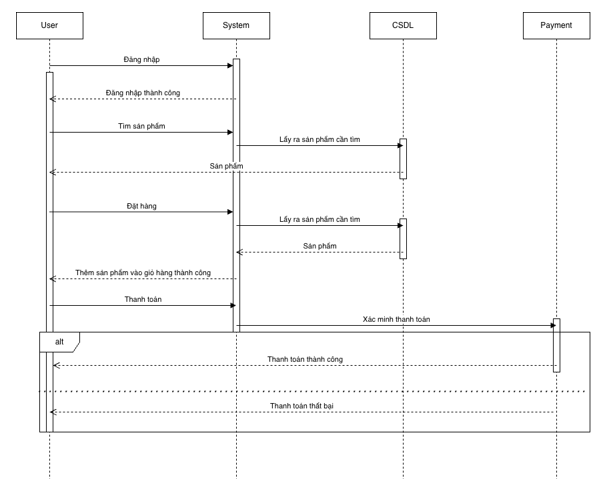 User
System
CSDL
Payment
Đăng nhập
Đăng nhập thành công
Tìm sản phẩm
Lấy ra sản phẩm cần tìm
Sản phẩm
Đặt hàng
Lấy ra sản phẩm cần tìm
Sản phẩm
Thêm sản phẩm vào giỏ hàng thành công
Thanh toán
Xác minh thanh toán
alt
Thanh toán thành công
Thanh toán thất bại